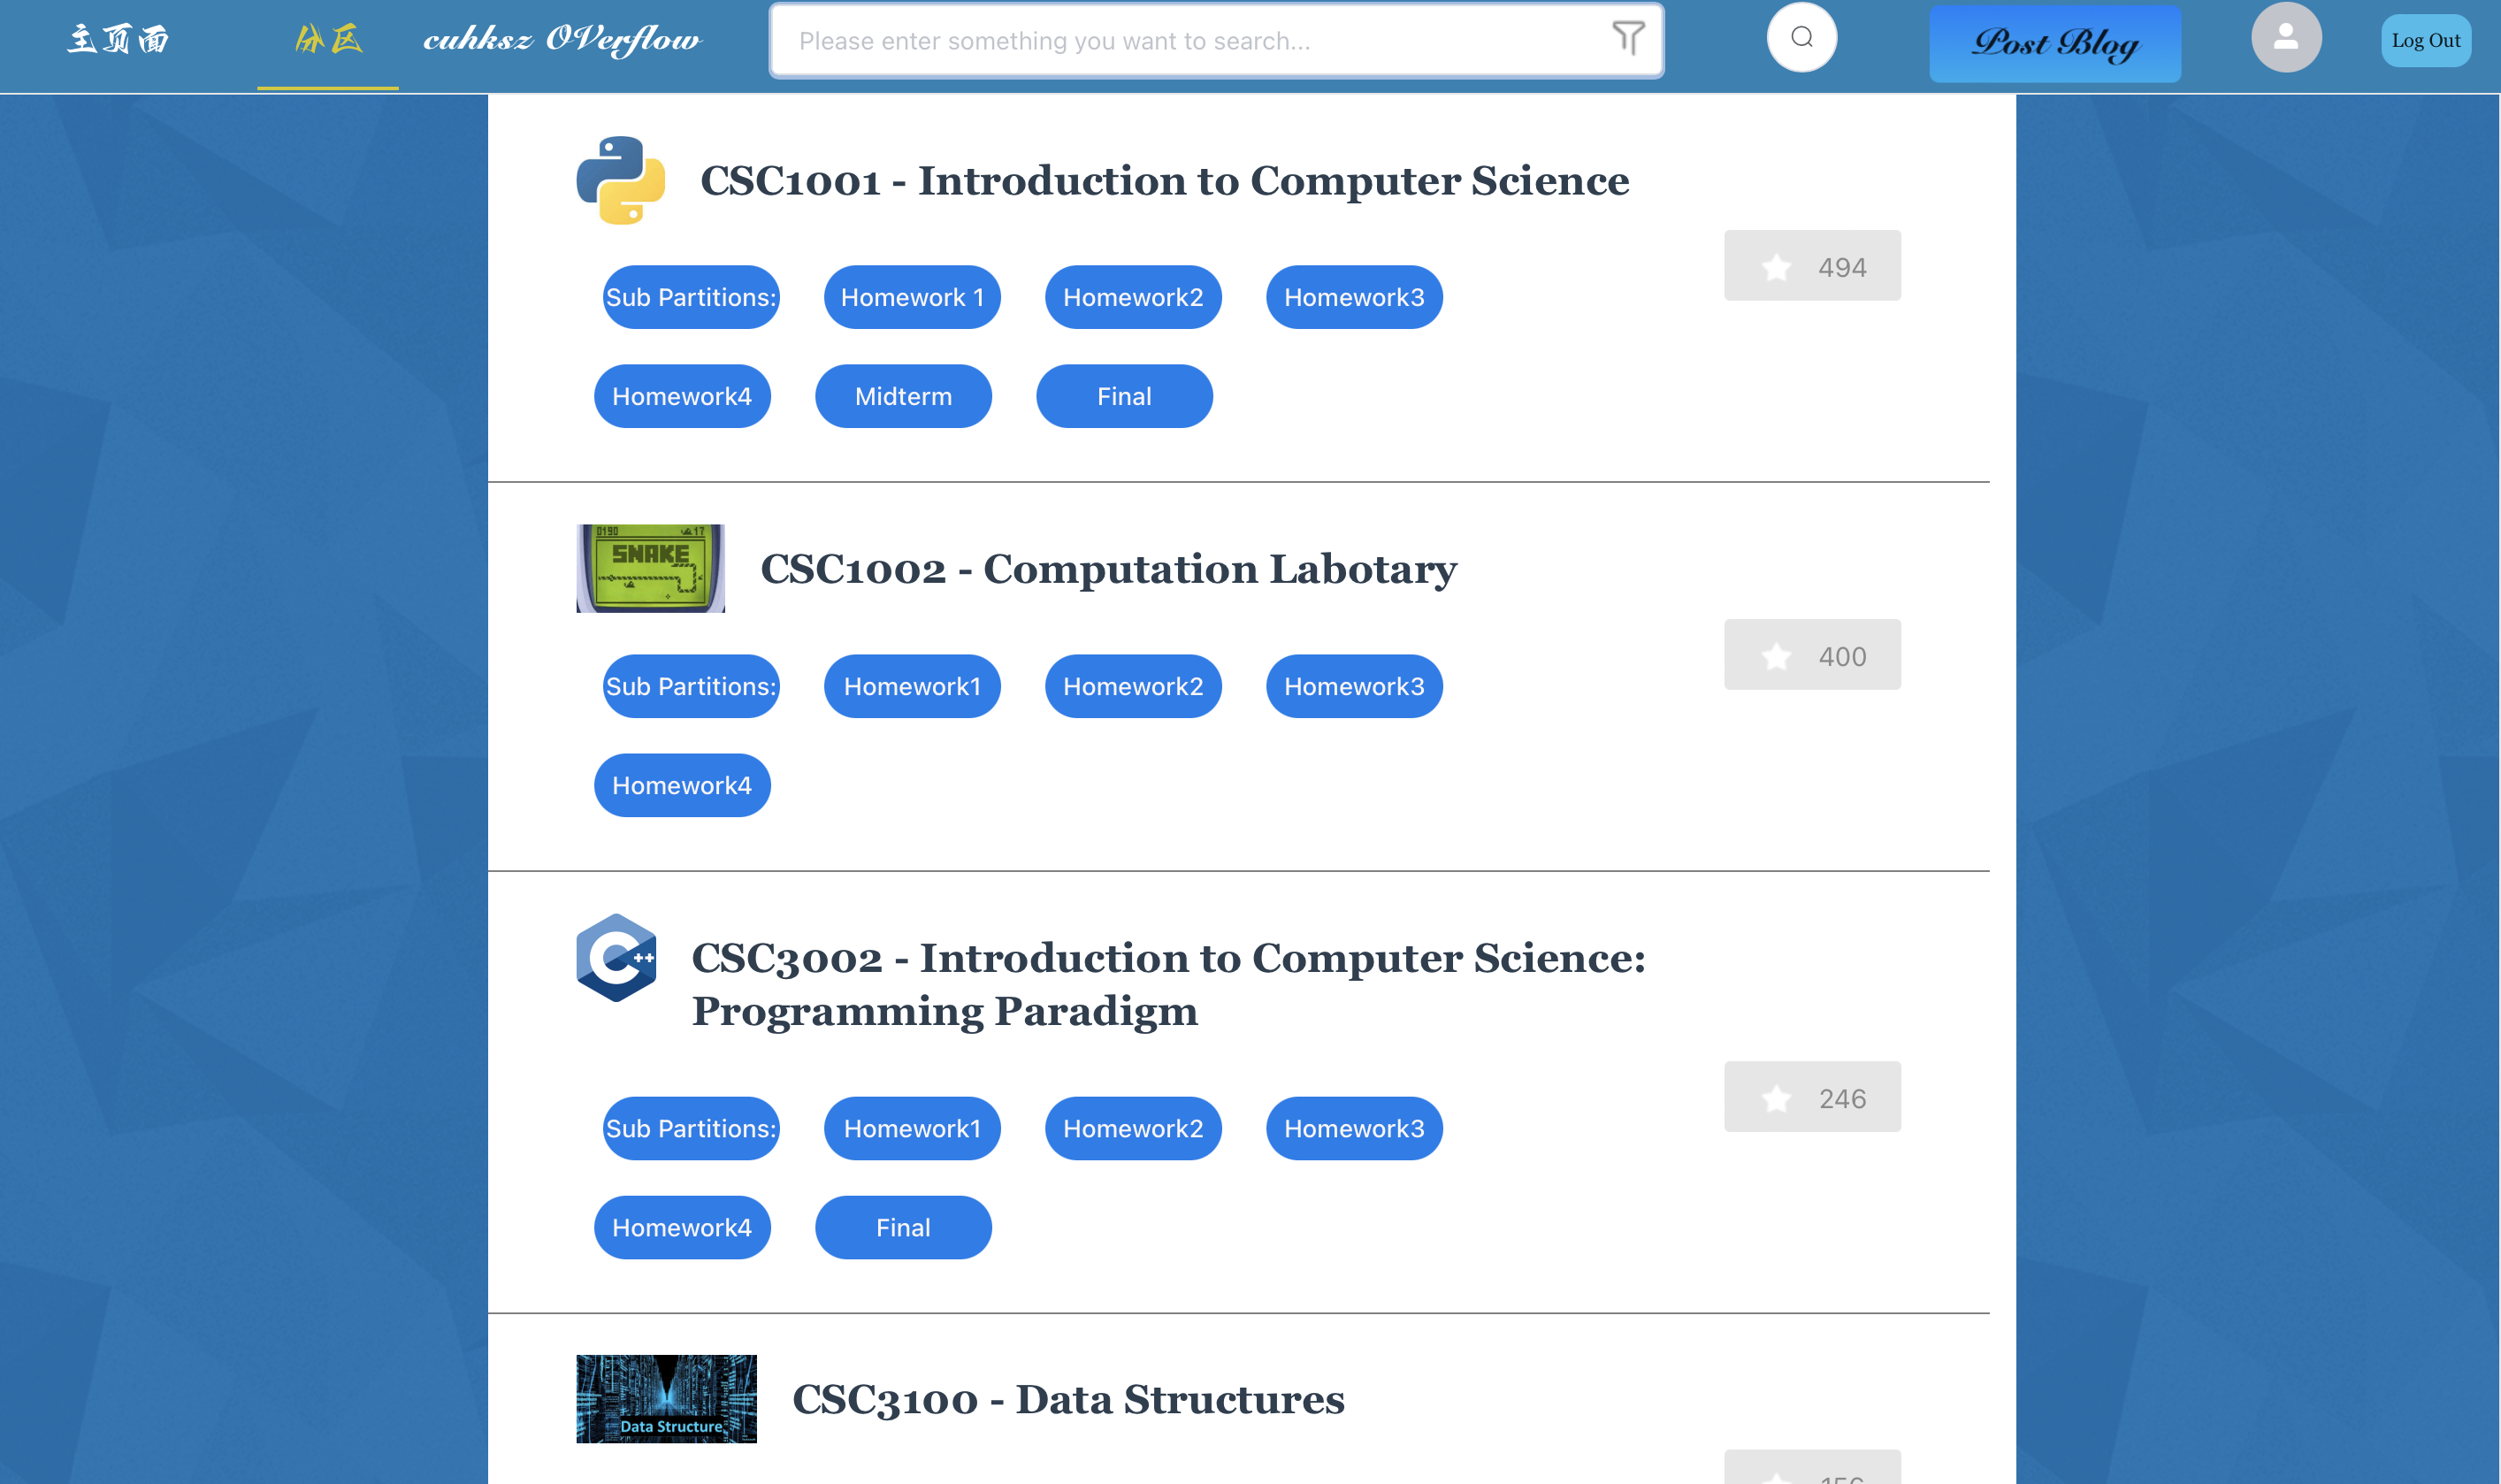 主页面 分区 cuhksz OVerflow Please enter something you want to search... Post Blog Log Out
CSC1001 - Introduction to Computer Science
494
Sub Partitions: Homework 1 Homework2 Homework3
Homework4 Midterm Final
0190 17
SNAKE
CSC1002 - Computation Labotary
400
Sub Partitions: Homework1 Homework2 Homework3
Homework4
C++
CSC3002 - Introduction to Computer Science:
Programming Paradigm
246
Sub Partitions: Homework1 Homework2 Homework3
Homework4 Final
Data Structure
CSC3100 - Data Structures